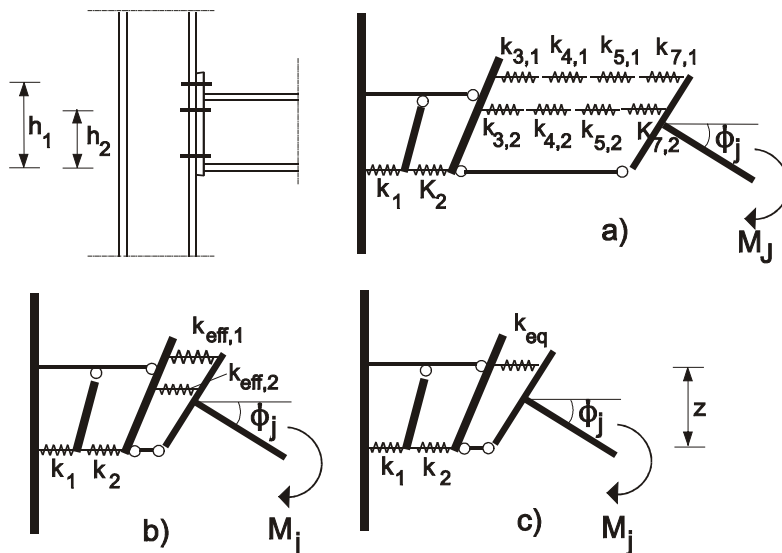 k3,1 k4,1 k5,1 k7,1
h1
h2
k3,2 k4,2 k5,2 K7,2
ϕj
k1 K2
MJ
a)
keff,1
keff,2
ϕj
k1 k2
Mj
b)
keq
z
ϕj
k1 k2
Mj
c)